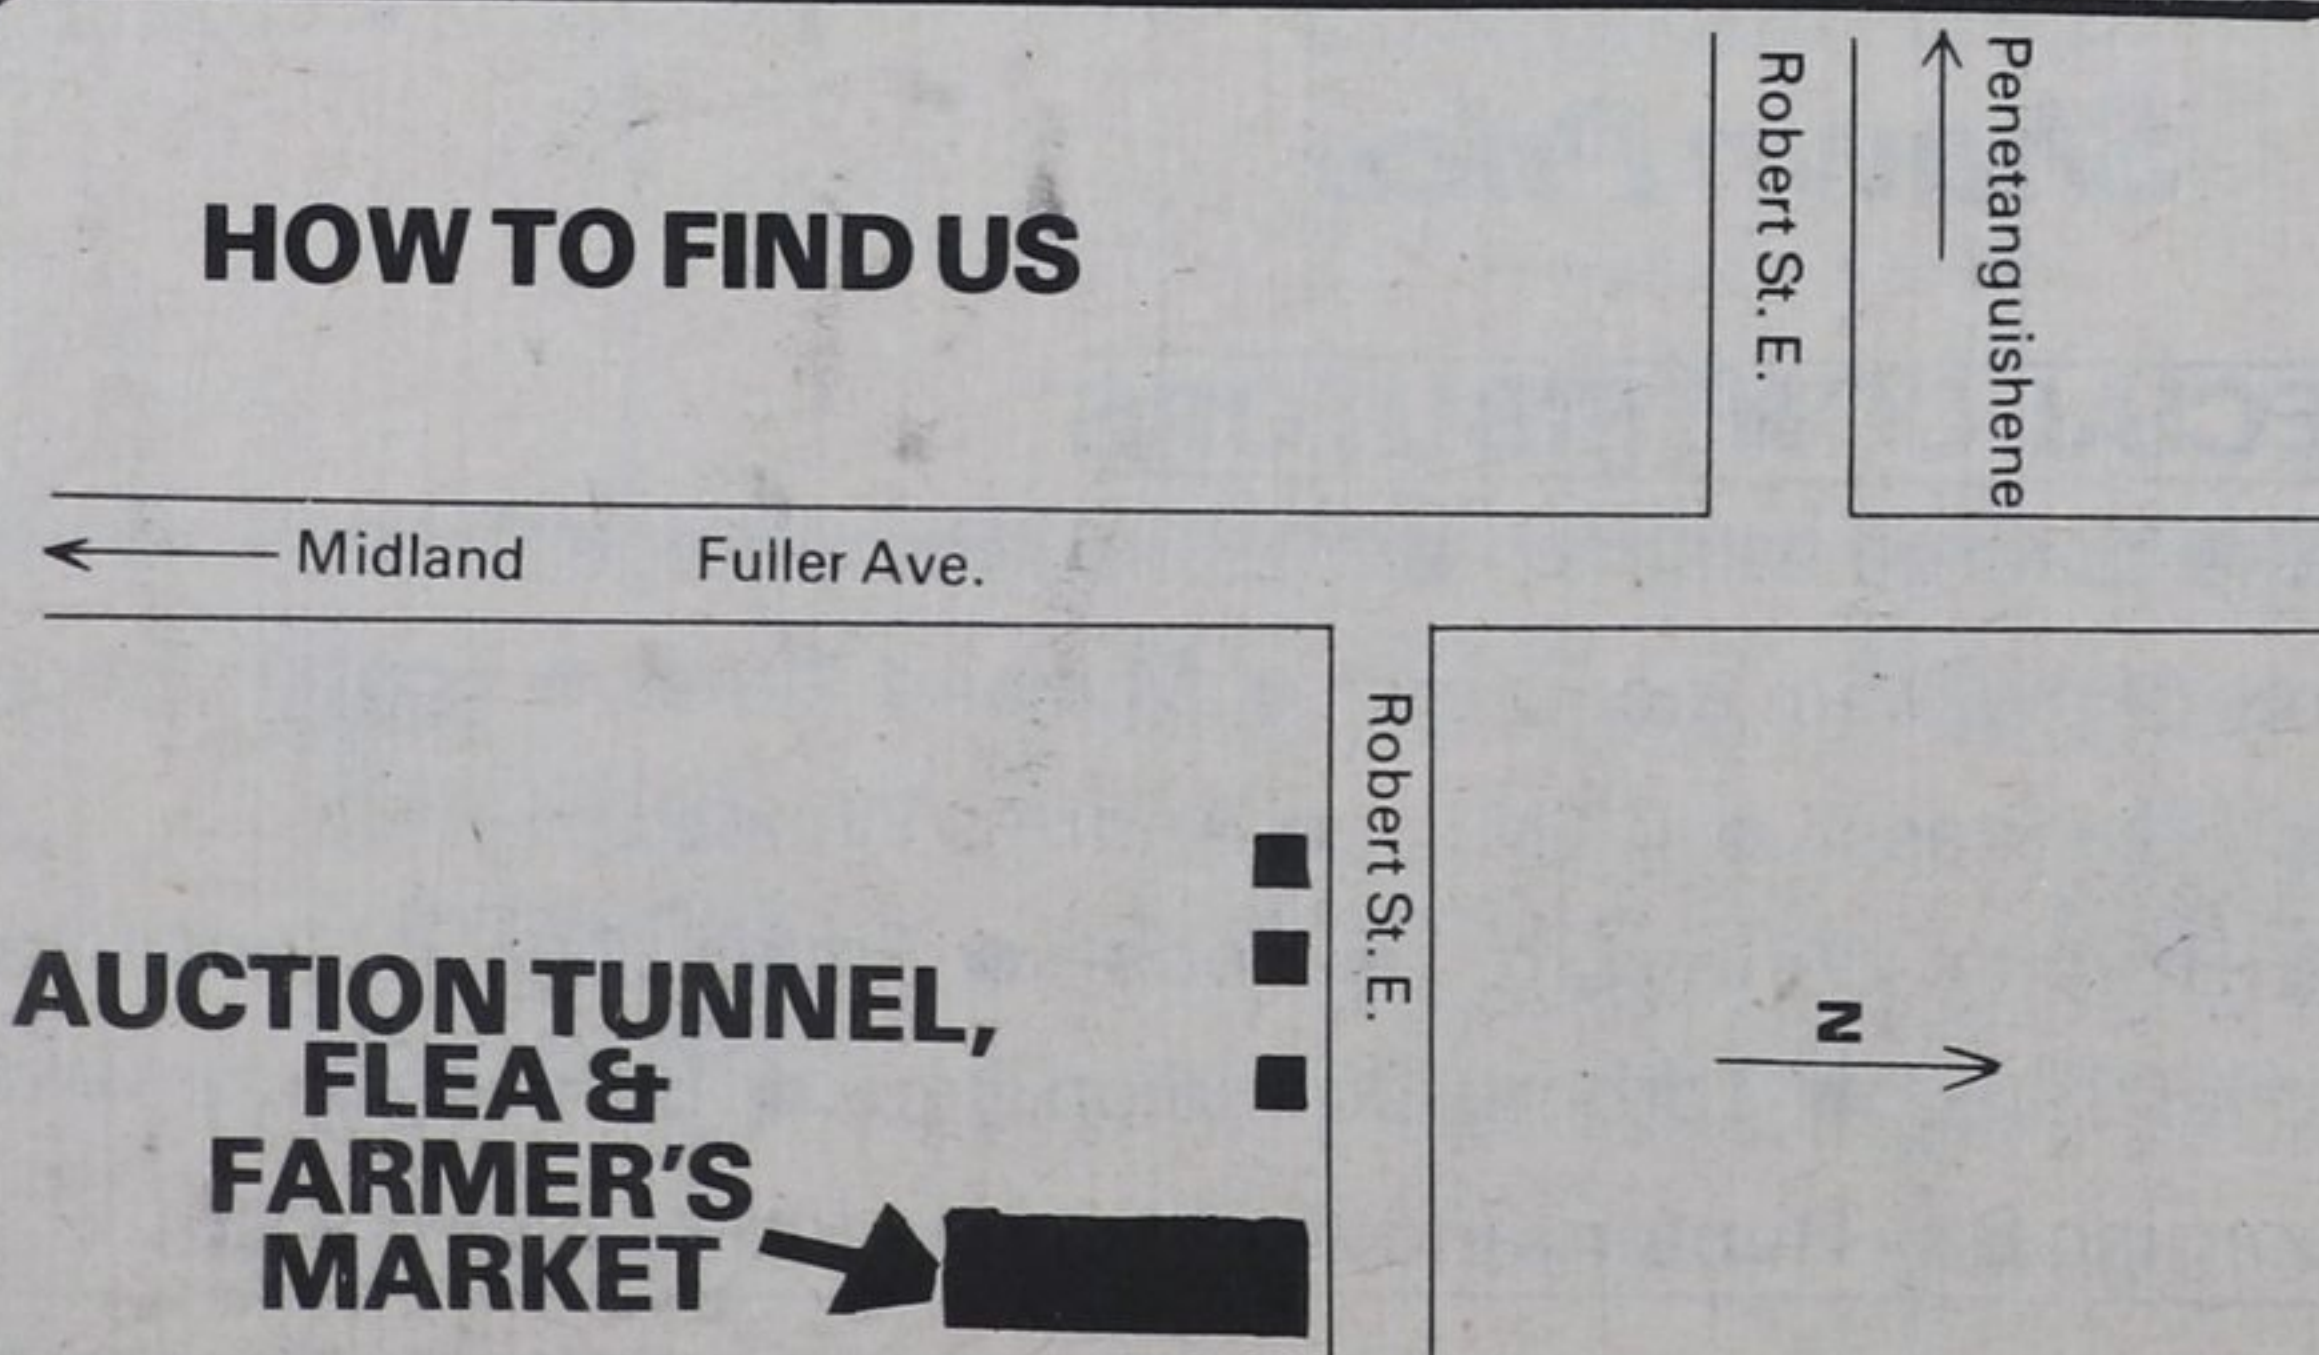 HOW TO FIND US
Robert St. E.
Penetanguishene
Midland
Fuller Ave.
Robert St. E.
N
AUCTION TUNNEL,
FLEA &
FARMER'S
MARKET